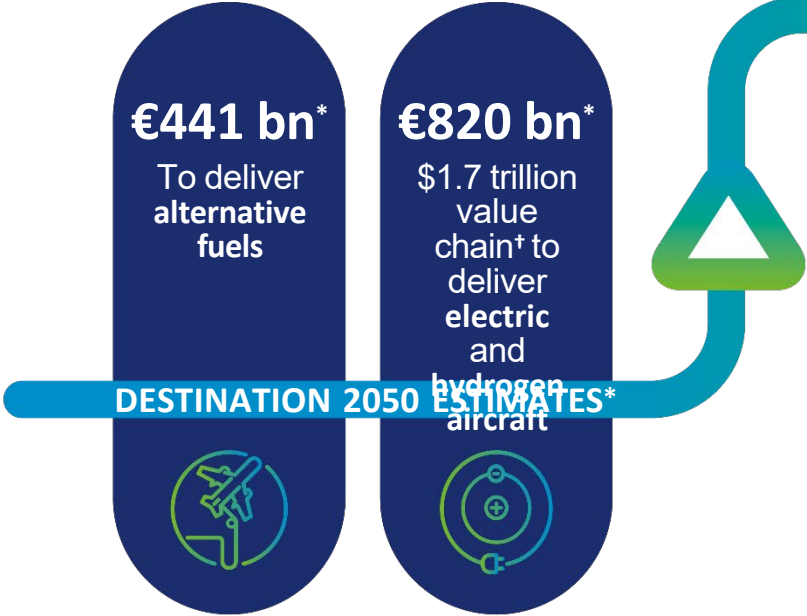 €441 bn*
To deliver
alternative
fuels
€820 bn*
$1.7 trillion
value
chain† to
deliver
electric
and
hydrogen
aircraft
DESTINATION 2050 ESTIMATES*